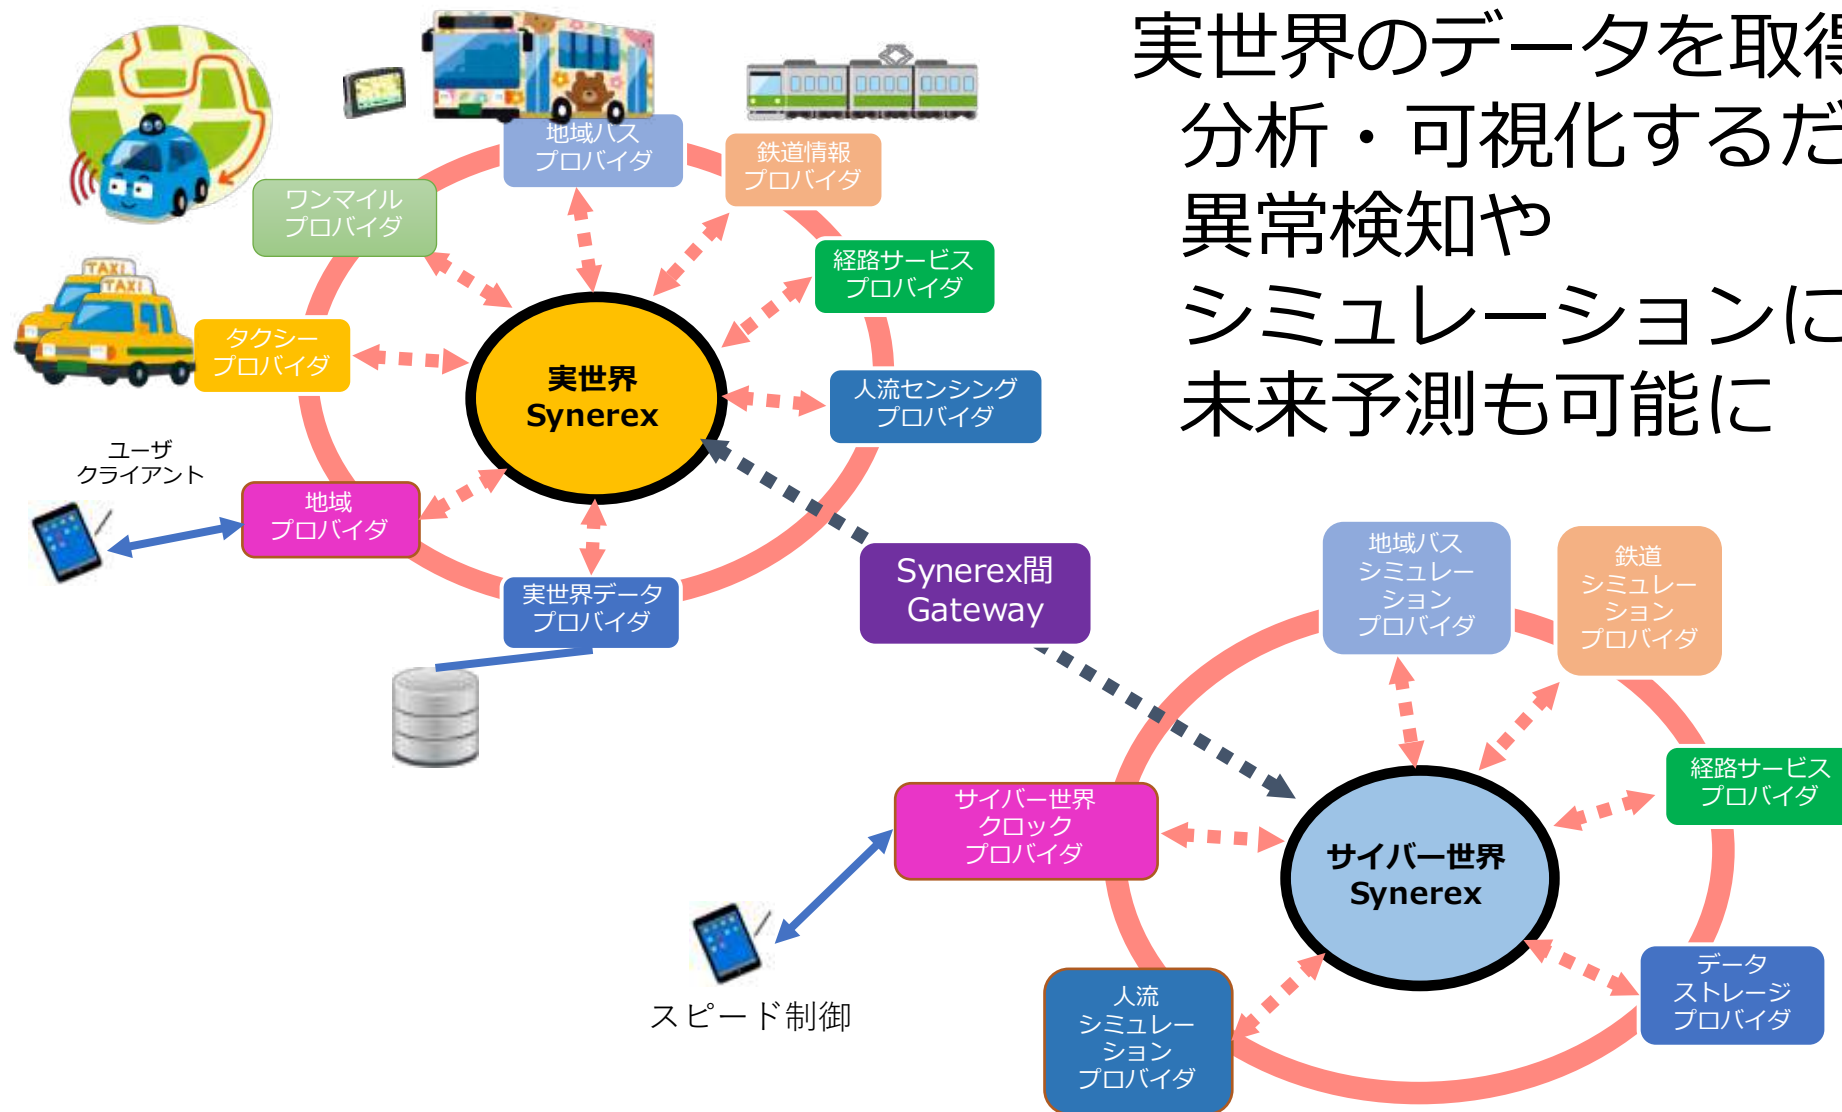 実世界のデータを取得
分析・可視化するだ
異常検知や
シミュレーションに
未来予測も可能に
地域バス
プロバイダ
鉄道情報
プロバイダ
ワンマイル
プロバイダ
経路サービス
プロバイダ
TAXI
TAXI
タクシー
プロバイダ
実世界
Synerex
人流センシング
プロバイダ
ユーザ
クライアント
地域
プロバイダ
実世界データ
プロバイダ
Synerex間
Gateway
地域バス
シミュレー
ション
プロバイダ
鉄道
シミュレー
ション
プロバイダ
経路サービス
プロバイダ
サイバー世界
クロック
プロバイダ
サイバー世界
Synerex
スピード制御
人流
シミュレー
ション
プロバイダ
データ
ストレージ
プロバイダ